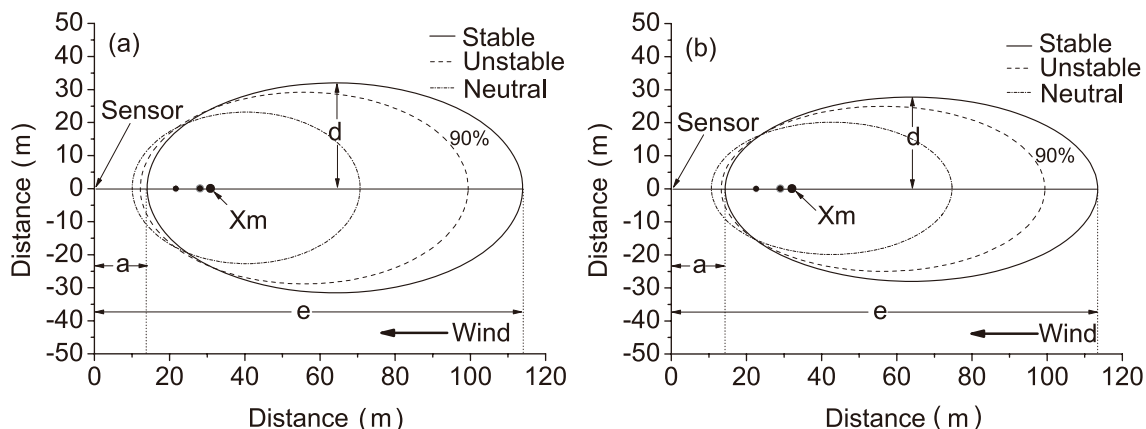 (a)
Stable
Unstable
Neutral
Sensor
d
90%
Xm
a
e
Wind
50
40
30
20
10
0
-10
-20
-30
-40
-50
0 20 40 60 80 100 120
Distance (m)
Distance (m)
(b)
Stable
Unstable
Neutral
Sensor
d
90%
Xm
a
e
Wind
50
40
30
20
10
0
-10
-20
-30
-40
-50
0 20 40 60 80 100 120
Distance (m)
Distance (m)